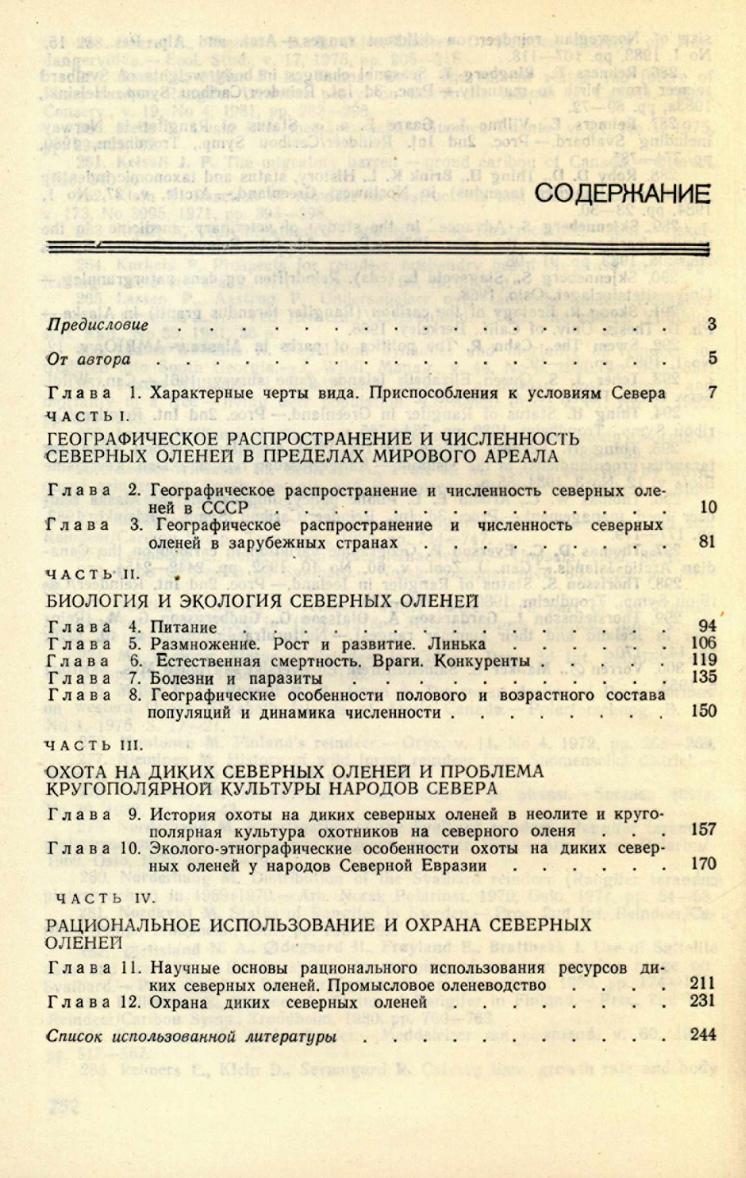 СОДЕРЖАНИЕ
Предисловие . . . . . . . . . . . . . . . . . 3
От автора . . . . . . . . . . . . . . . . . . 5
Глава 1. Характерные черты вида. Приспособления к условиям Севера 7
ЧАСТЬ I.
ГЕОГРАФИЧЕСКОЕ РАСПРОСТРАНЕНИЕ И ЧИСЛЕННОСТЬ
СЕВЕРНЫХ ОЛЕНЕЙ В ПРЕДЕЛАХ МИРОВОГО АРЕАЛА
Глава 2. Географическое распространение и численность северных оле-
ней в СССР . . . . . . . . . . . . . . 10
Глава 3. Географическое распространение и численность северных
оленей в зарубежных странах . . . . . . . . . 81
ЧАСТЬ II.
БИОЛОГИЯ И ЭКОЛОГИЯ СЕВЕРНЫХ ОЛЕНЕЙ
Глава 4. Питание . . . . . . . . . . . . . . . 94
Глава 5. Размножение. Рост и развитие. Линька . . . . . . 106
Глава 6. Естественная смертность. Враги. Конкуренты . . . . . 119
Глава 7. Болезни и паразиты . . . . . . . . . . . 135
Глава 8. Географические особенности полового и возрастного состава
популяций и динамика численности . . . . . . . . 150
ЧАСТЬ III.
ОХОТА НА ДИКИХ СЕВЕРНЫХ ОЛЕНЕЙ И ПРОБЛЕМА
КРУГОПОЛЯРНОЙ КУЛЬТУРЫ НАРОДОВ СЕВЕРА
Глава 9. История охоты на диких северных оленей в неолите и круго-
полярная культура охотников на северного оленя . . . 157
Глава 10. Эколого-этнографические особенности охоты на диких север-
ных оленей у народов Северной Евразии . . . . . . 170
ЧАСТЬ IV.
РАЦИОНАЛЬНОЕ ИСПОЛЬЗОВАНИЕ И ОХРАНА СЕВЕРНЫХ
ОЛЕНЕЙ
Глава 11. Научные основы рационального использования ресурсов ди-
ких северных оленей. Промысловое оленеводство . . . . 211
Глава 12. Охрана диких северных оленей . . . . . . . . 231
Список использованной литературы . . . . . . . . . . . 244